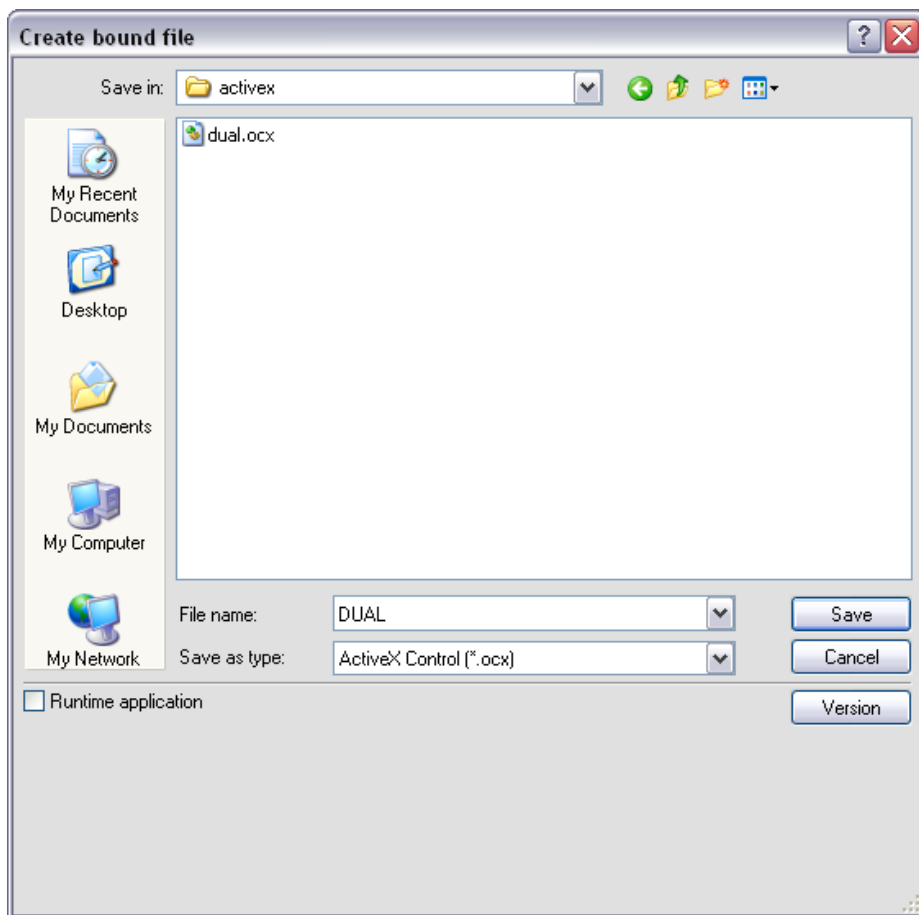 Create bound file
Save in:
activex
dual.ocx
My Recent
Documents
Desktop
My Documents
My Computer
My Network
File name:
DUAL
Save
Save as type:
ActiveX Control (*.ocx)
Cancel
Runtime application
Version